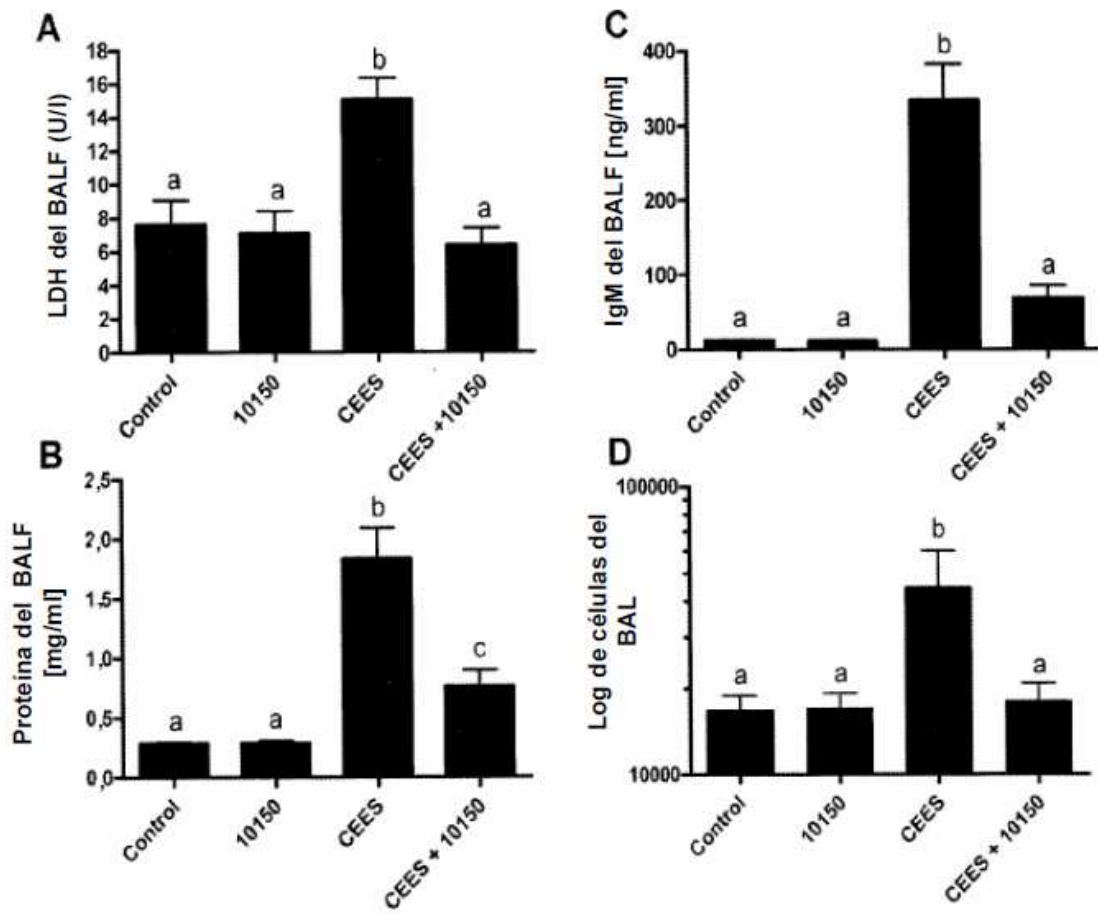 A
LDH del BALF (U/l)
18
16
14
12
10
8
6
4
2
0
a
a
b
a
Control
10150
CEES
CEES +10150
B
Proteína del BALF
[mg/ml]
2,5
2,0
1,5
1,0
0,5
0,0
a
a
b
c
Control
10150
CEES
CEES + 10150
C
IgM del BALF [ng/ml]
400
300
200
100
0
a
a
b
a
Control
10150
CEES
CEES + 10150
D
Log de células del
BAL
100000
10000
a
a
b
a
Control
10150
CEES
CEES + 10150